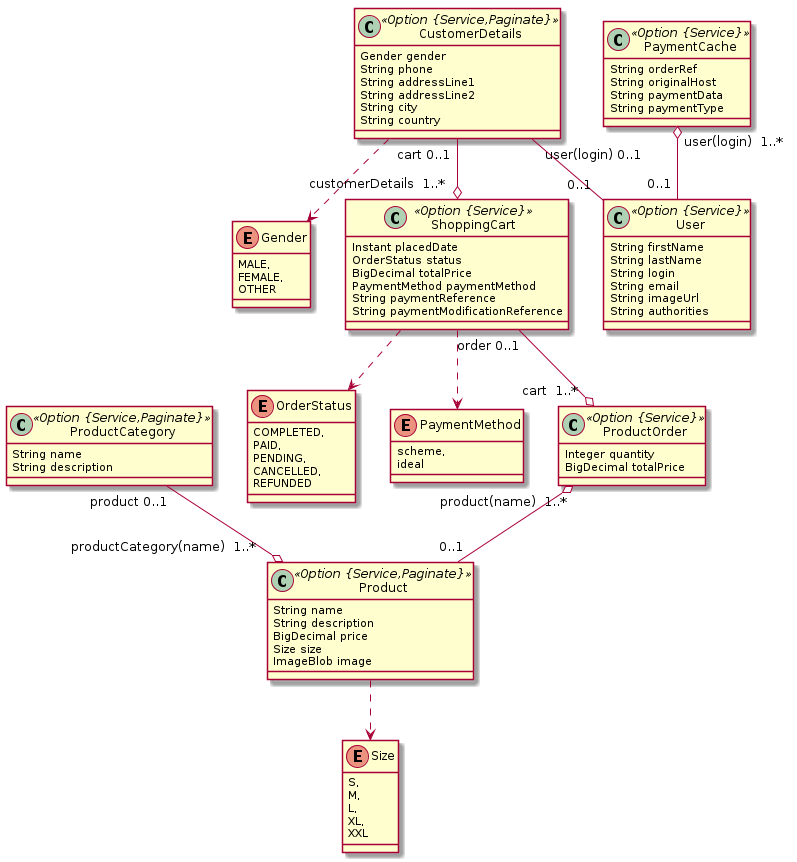 C
«Option {Service,Paginate}»
CustomerDetails
Gender gender
String phone
String addressLine1
String addressLine2
String city
String country
C
«Option {Service}»
PaymentCache
String orderRef
String originalHost
String paymentData
String paymentType
cart 0..1
user(login) 0..1
user(login) 1..*
customerDetails 1..*
0..1
0..1
E Gender
MALE,
FEMALE,
OTHER
C
«Option {Service}»
ShoppingCart
Instant placedDate
OrderStatus status
BigDecimal totalPrice
PaymentMethod paymentMethod
String paymentReference
String paymentModificationReference
C
«Option {Service}»
User
String firstName
String lastName
String login
String email
String imageUrl
String authorities
order 0..1
cart 1..*
C
«Option {Service,Paginate}»
ProductCategory
String name
String description
E OrderStatus
COMPLETED,
PAID,
PENDING,
CANCELLED,
REFUNDED
E PaymentMethod
scheme,
ideal
C
«Option {Service}»
ProductOrder
Integer quantity
BigDecimal totalPrice
product 0..1
product(name) 1..*
productCategory(name) 1..*
0..1
C
«Option {Service,Paginate}»
Product
String name
String description
BigDecimal price
Size size
ImageBlob image
E Size
S,
M,
L,
XL,
XXL